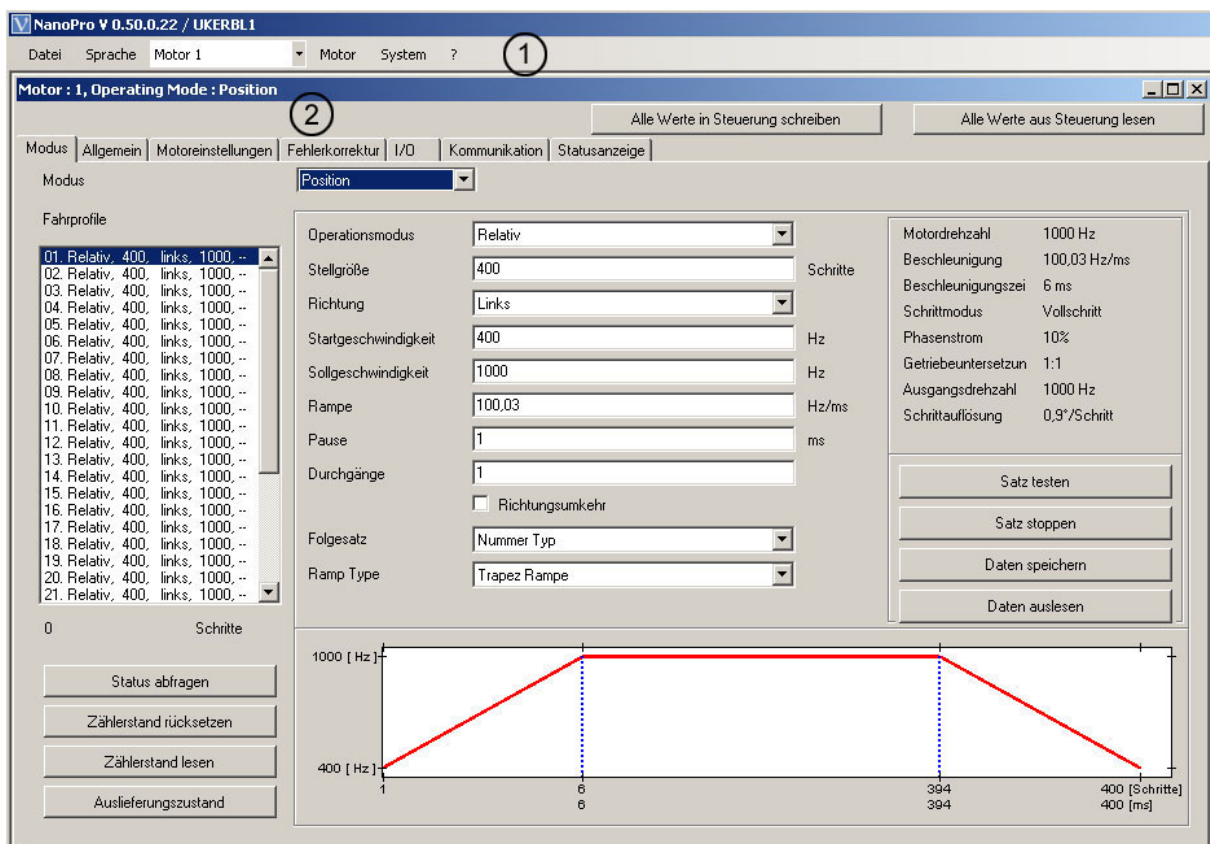 NanoPro V 0.50.0.22 / UKERBL1
Datei Sprache Motor 1 Motor System ? 1
Motor : 1, Operating Mode : Position
2
Alle Werte in Steuerung schreiben Alle Werte aus Steuerung lesen
Modus Allgemein Motoreinstellungen Fehlerkorrektur I/O Kommunikation Statusanzeige
Modus Position
Fahrprofile
01. Relativ, 400, links, 1000, --
02. Relativ, 400, links, 1000, --
03. Relativ, 400, links, 1000, --
04. Relativ, 400, links, 1000, --
05. Relativ, 400, links, 1000, --
06. Relativ, 400, links, 1000, --
07. Relativ, 400, links, 1000, --
08. Relativ, 400, links, 1000, --
09. Relativ, 400, links, 1000, --
10. Relativ, 400, links, 1000, --
11. Relativ, 400, links, 1000, --
12. Relativ, 400, links, 1000, --
13. Relativ, 400, links, 1000, --
14. Relativ, 400, links, 1000, --
15. Relativ, 400, links, 1000, --
16. Relativ, 400, links, 1000, --
17. Relativ, 400, links, 1000, --
18. Relativ, 400, links, 1000, --
19. Relativ, 400, links, 1000, --
20. Relativ, 400, links, 1000, --
21. Relativ, 400, links, 1000, --
0 Schritte
Status abfragen
Zählerstand rücksetzen
Zählerstand lesen
Auslieferungszustand
Operationsmodus Relativ
Stellgröße 400 Schritte
Richtung Links
Startgeschwindigkeit 400 Hz
Sollgeschwindigkeit 1000 Hz
Rampe 100,03 Hz/ms
Pause 1 ms
Durchgänge 1
Richtungsumkehr
Folgesatz Nummer Typ
Ramp Type Trapez Rampe
Motordrehzahl 1000 Hz
Beschleunigung 100,03 Hz/ms
Beschleunigungszei 6 ms
Schrittmodus Vollschritt
Phasenstrom 10%
Getriebeuntersetzun 1:1
Ausgangsdrehzahl 1000 Hz
Schrittauflösung 0,9°/Schritt
Satz testen
Satz stoppen
Daten speichern
Daten auslesen
1000 [ Hz ]
400 [ Hz ]
1 6 394 400 [Schritte]
6 394 400 [ms]